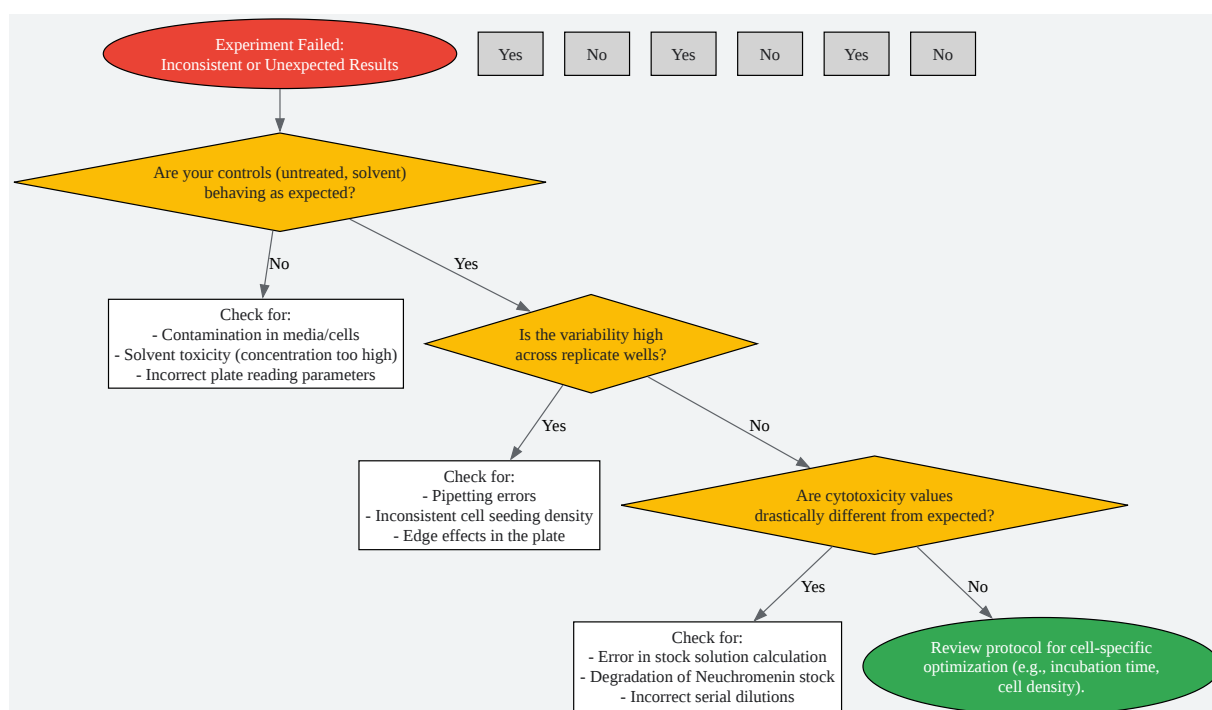 Experiment Failed:
Inconsistent or Unexpected Results
Yes
No
Yes
No
Yes
No
Are your controls (untreated, solvent)
behaving as expected?
No
Yes
Check for:
- Contamination in media/cells
- Solvent toxicity (concentration too high)
- Incorrect plate reading parameters
Is the variability high
across replicate wells?
Yes
No
Check for:
- Pipetting errors
- Inconsistent cell seeding density
- Edge effects in the plate
Are cytotoxicity values
drastically different from expected?
Yes
No
Check for:
- Error in stock solution calculation
- Degradation of Neuchromenin stock
- Incorrect serial dilutions
Review protocol for cell-specific
optimization (e.g., incubation time,
cell density).